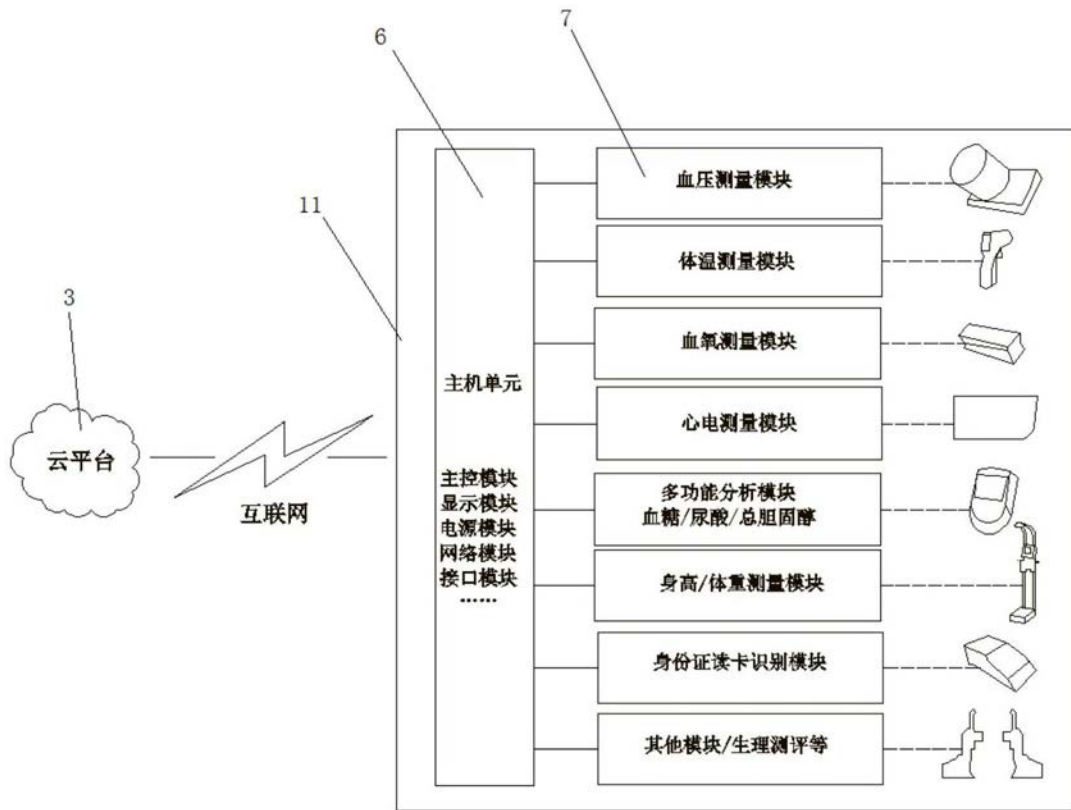 6
7
11
3
云平台
互联网
主机单元
主控模块
显示模块
电源模块
网络模块
接口模块
……
血压测量模块
体温测量模块
血氧测量模块
心电测量模块
多功能分析模块
血糖/尿酸/总胆固醇
身高/体重测量模块
身份证读卡识别模块
其他模块/生理测评等